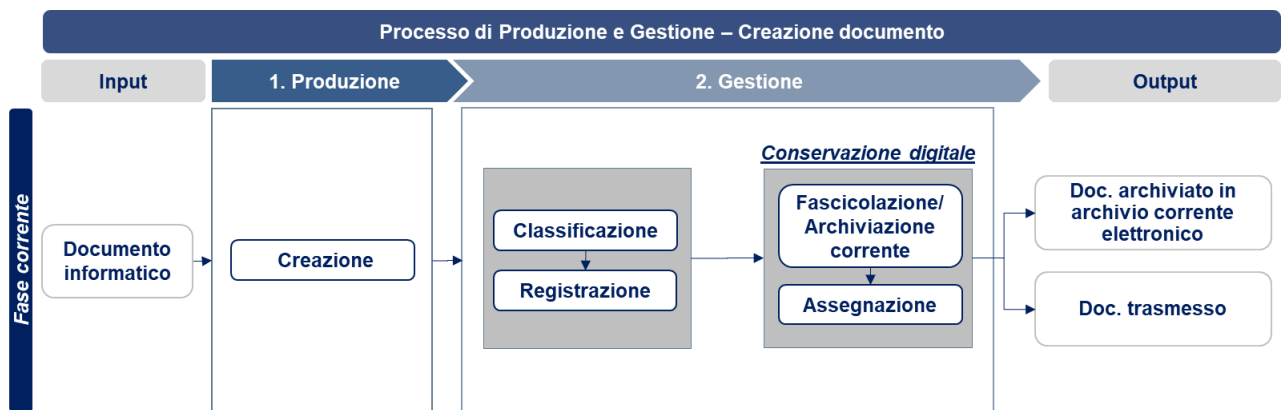 Processo di Produzione e Gestione – Creazione documento
Input
1. Produzione
2. Gestione
Output
Fase corrente
Documento
informatico
Creazione
Classificazione
Registrazione
Conservazione digitale
Fascicolazione/
Archiviazione
corrente
Assegnazione
Doc. archiviato in
archivio corrente
elettronico
Doc. trasmesso